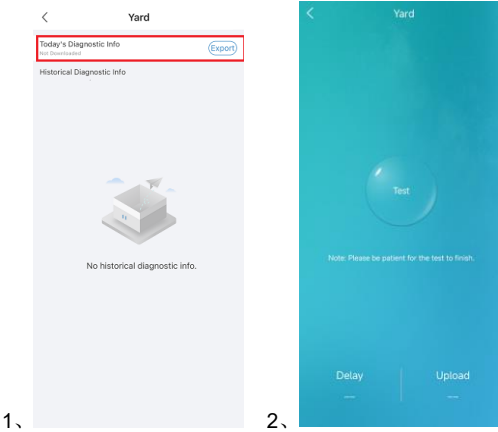 Yard
Today's Diagnostic Info
Not Downloaded
Export
Historical Diagnostic Info
No historical diagnostic info.
1、
Yard
Test
Note: Please be patient for the test to finish.
Delay
Upload
--
--
2、